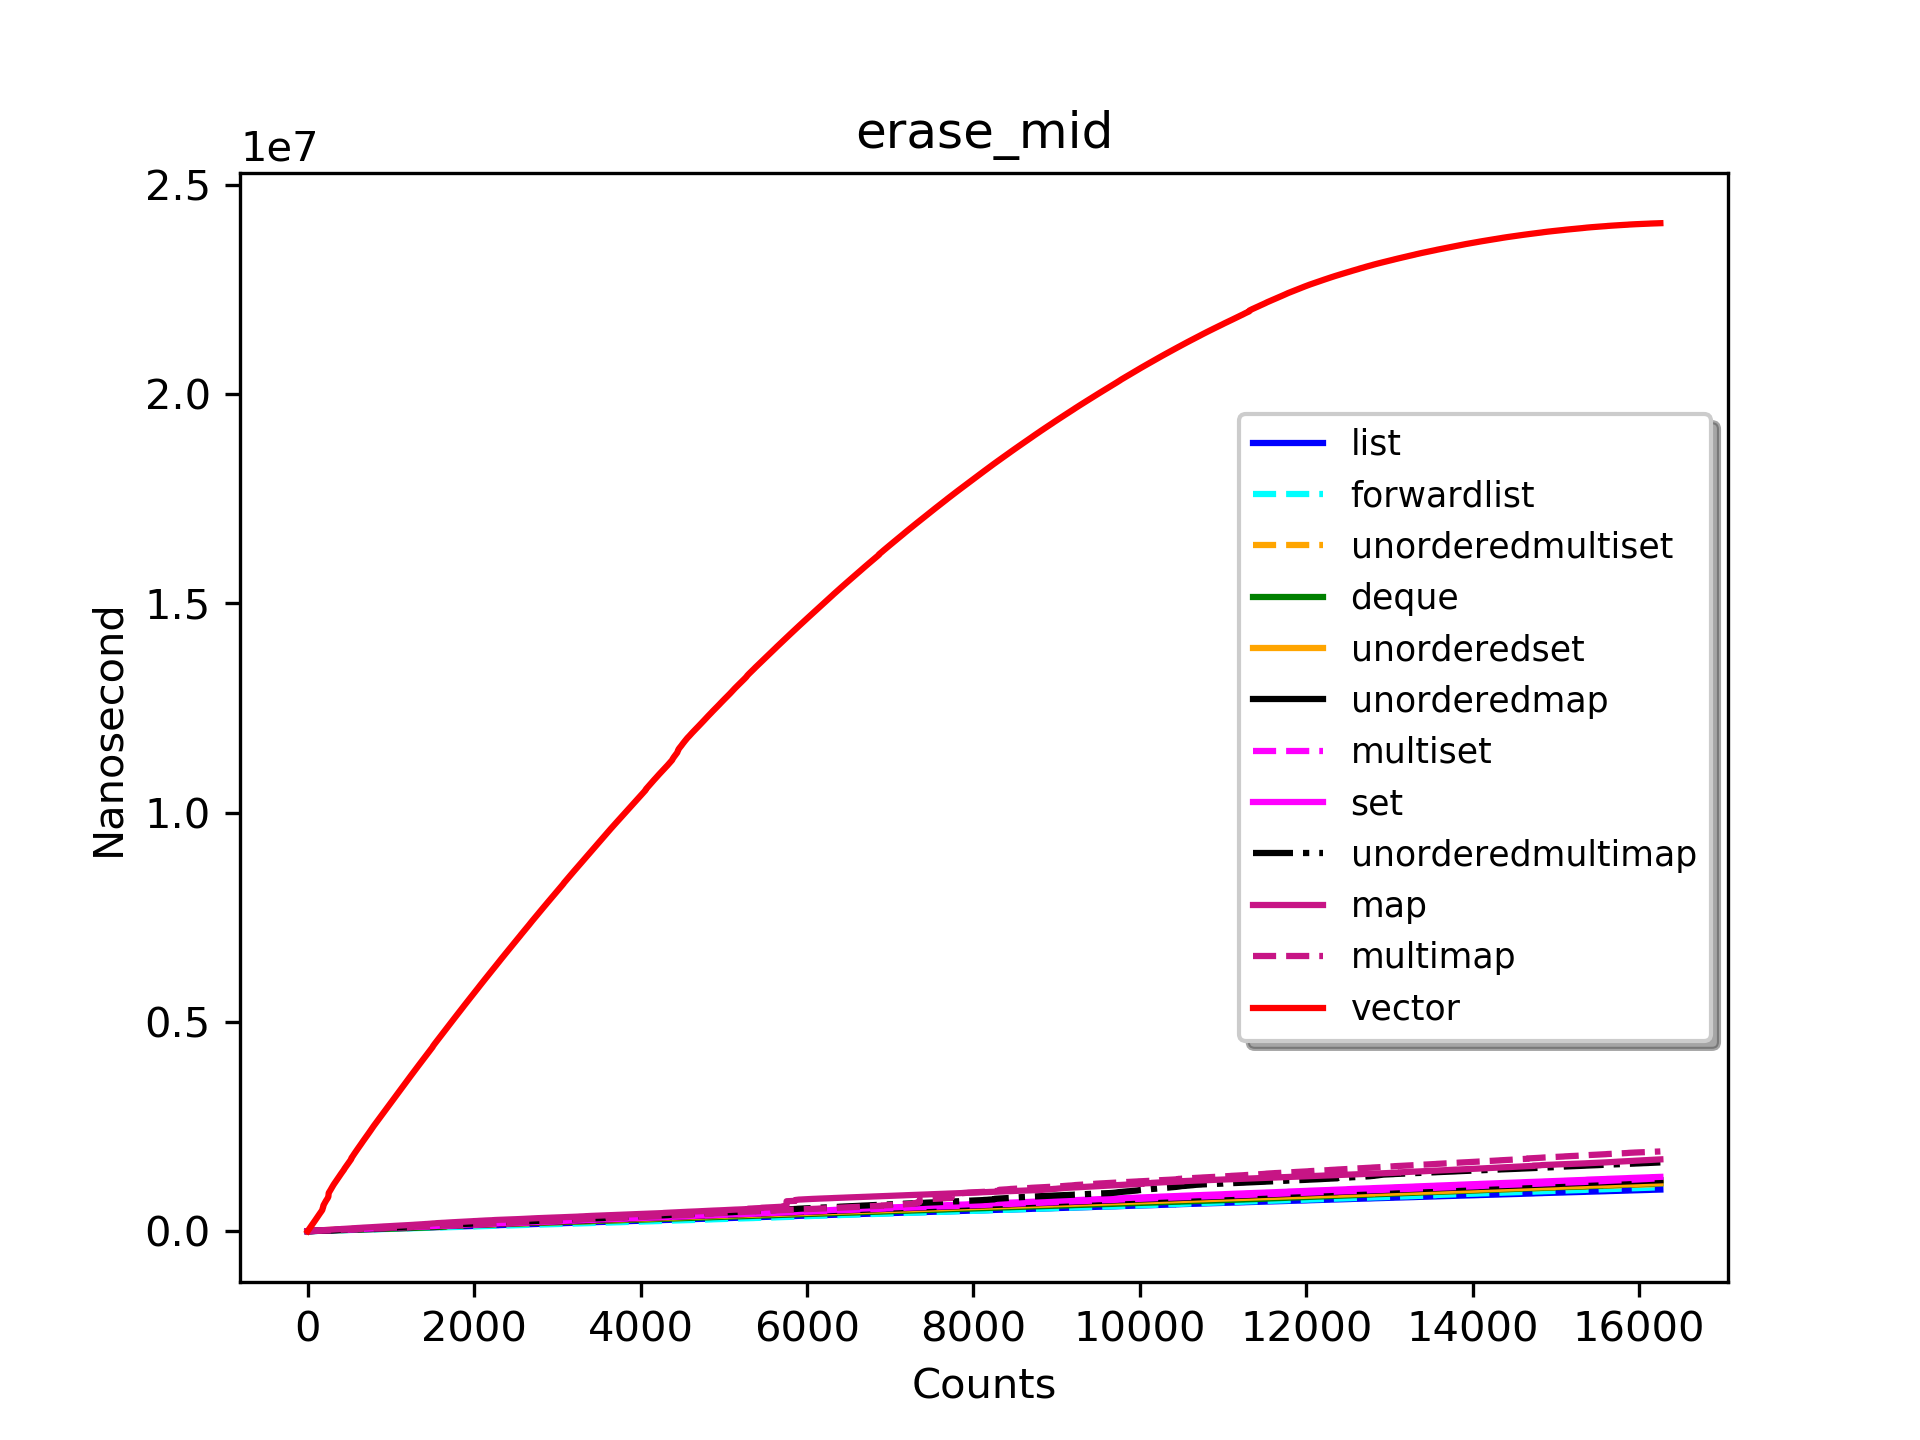 erase_mid
1e7
2.5
2.0
1.5
1.0
0.5
0.0
Nanosecond
list
forwardlist
unorderedmultiset
deque
unorderedset
unorderedmap
multiset
set
unorderedmultimap
map
multimap
vector
0 2000 4000 6000 8000 10000 12000 14000 16000
Counts